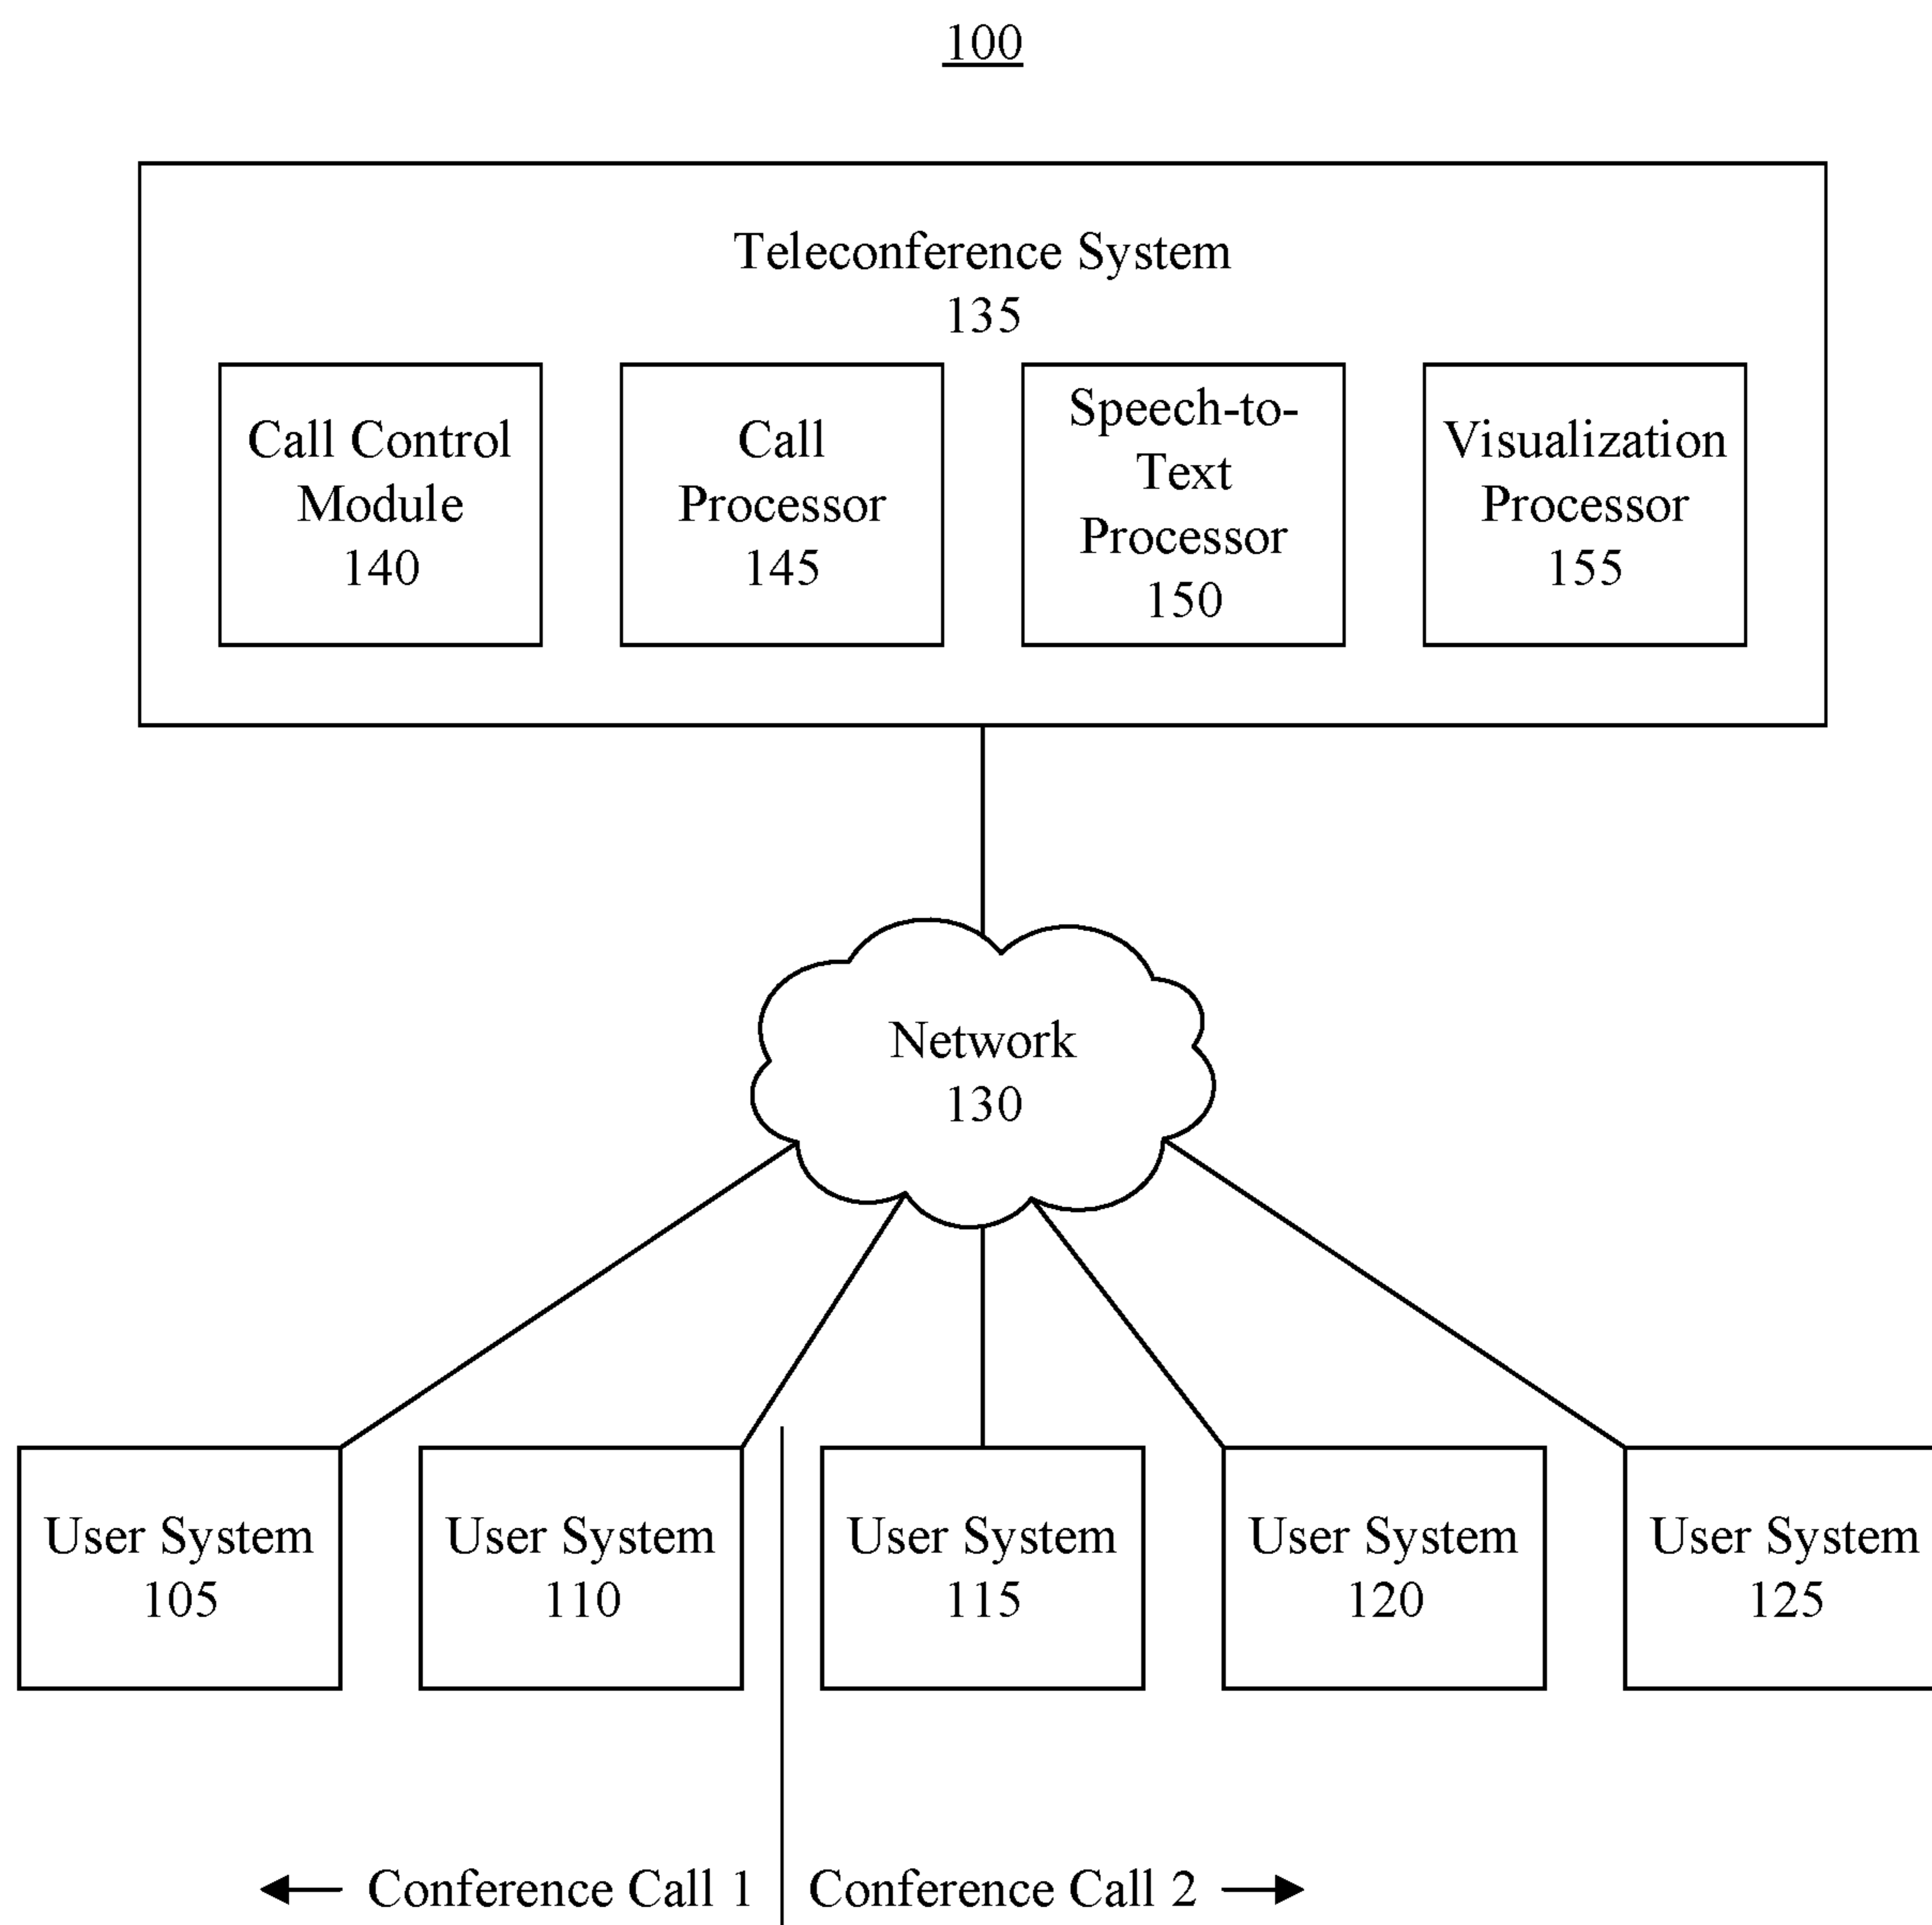 100
Teleconference System
135
Call Control
Module
140
Call
Processor
145
Speech-to-
Text
Processor
150
Visualization
Processor
155
Network
130
User System
105
User System
110
User System
115
User System
120
User System
125
Conference Call 1
Conference Call 2